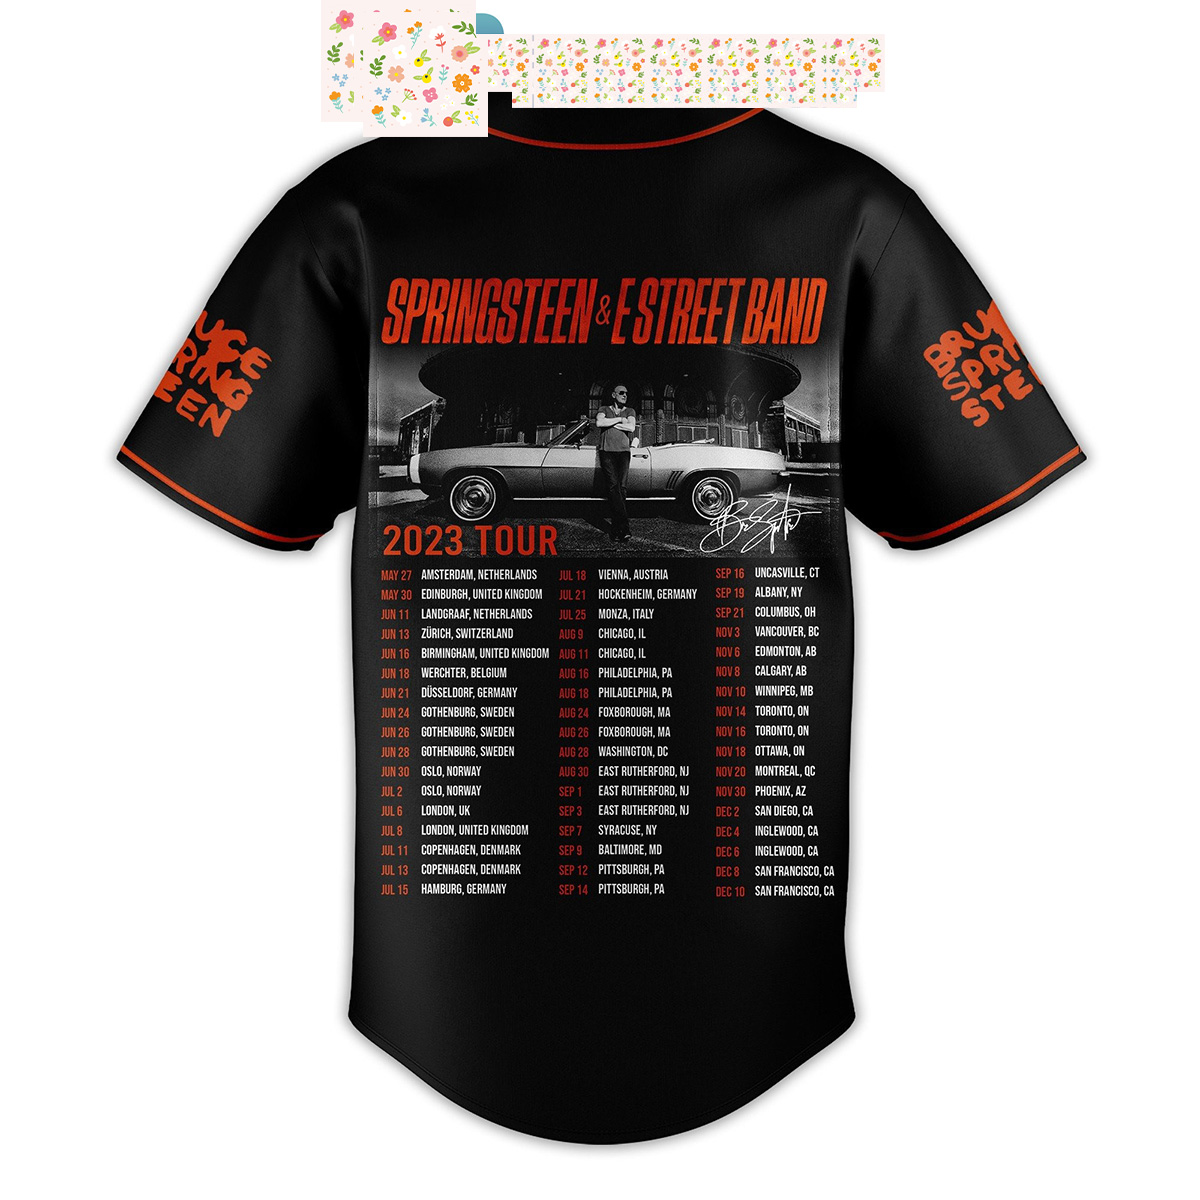 SPRINGSTEEN & E STREET BAND
UCE
RING
EEN
BRU
SPR
STE
2023 TOUR
MAY 27 AMSTERDAM, NETHERLANDS
MAY 30 EDINBURGH, UNITED KINGDOM
JUN 11 LANDGRAAF, NETHERLANDS
JUN 13 ZÜRICH, SWITZERLAND
JUN 16 BIRMINGHAM, UNITED KINGDOM
JUN 18 WERCHTER, BELGIUM
JUN 21 DÜSSELDORF, GERMANY
JUN 24 GOTHENBURG, SWEDEN
JUN 26 GOTHENBURG, SWEDEN
JUN 28 GOTHENBURG, SWEDEN
JUN 30 OSLO, NORWAY
JUL 2 OSLO, NORWAY
JUL 6 LONDON, UK
JUL 8 LONDON, UNITED KINGDOM
JUL 11 COPENHAGEN, DENMARK
JUL 13 COPENHAGEN, DENMARK
JUL 15 HAMBURG, GERMANY
JUL 18 VIENNA, AUSTRIA
JUL 21 HOCKENHEIM, GERMANY
JUL 25 MONZA, ITALY
AUG 9 CHICAGO, IL
AUG 11 CHICAGO, IL
AUG 16 PHILADELPHIA, PA
AUG 18 PHILADELPHIA, PA
AUG 24 FOXBOROUGH, MA
AUG 26 FOXBOROUGH, MA
AUG 28 WASHINGTON, DC
AUG 30 EAST RUTHERFORD, NJ
SEP 1 EAST RUTHERFORD, NJ
SEP 3 EAST RUTHERFORD, NJ
SEP 7 SYRACUSE, NY
SEP 9 BALTIMORE, MD
SEP 12 PITTSBURGH, PA
SEP 14 PITTSBURGH, PA
SEP 16 UNCASVILLE, CT
SEP 19 ALBANY, NY
SEP 21 COLUMBUS, OH
NOV 3 VANCOUVER, BC
NOV 6 EDMONTON, AB
NOV 8 CALGARY, AB
NOV 10 WINNIPEG, MB
NOV 14 TORONTO, ON
NOV 16 TORONTO, ON
NOV 18 OTTAWA, ON
NOV 20 MONTREAL, QC
NOV 30 PHOENIX, AZ
DEC 2 SAN DIEGO, CA
DEC 4 INGLEWOOD, CA
DEC 6 INGLEWOOD, CA
DEC 8 SAN FRANCISCO, CA
DEC 10 SAN FRANCISCO, CA